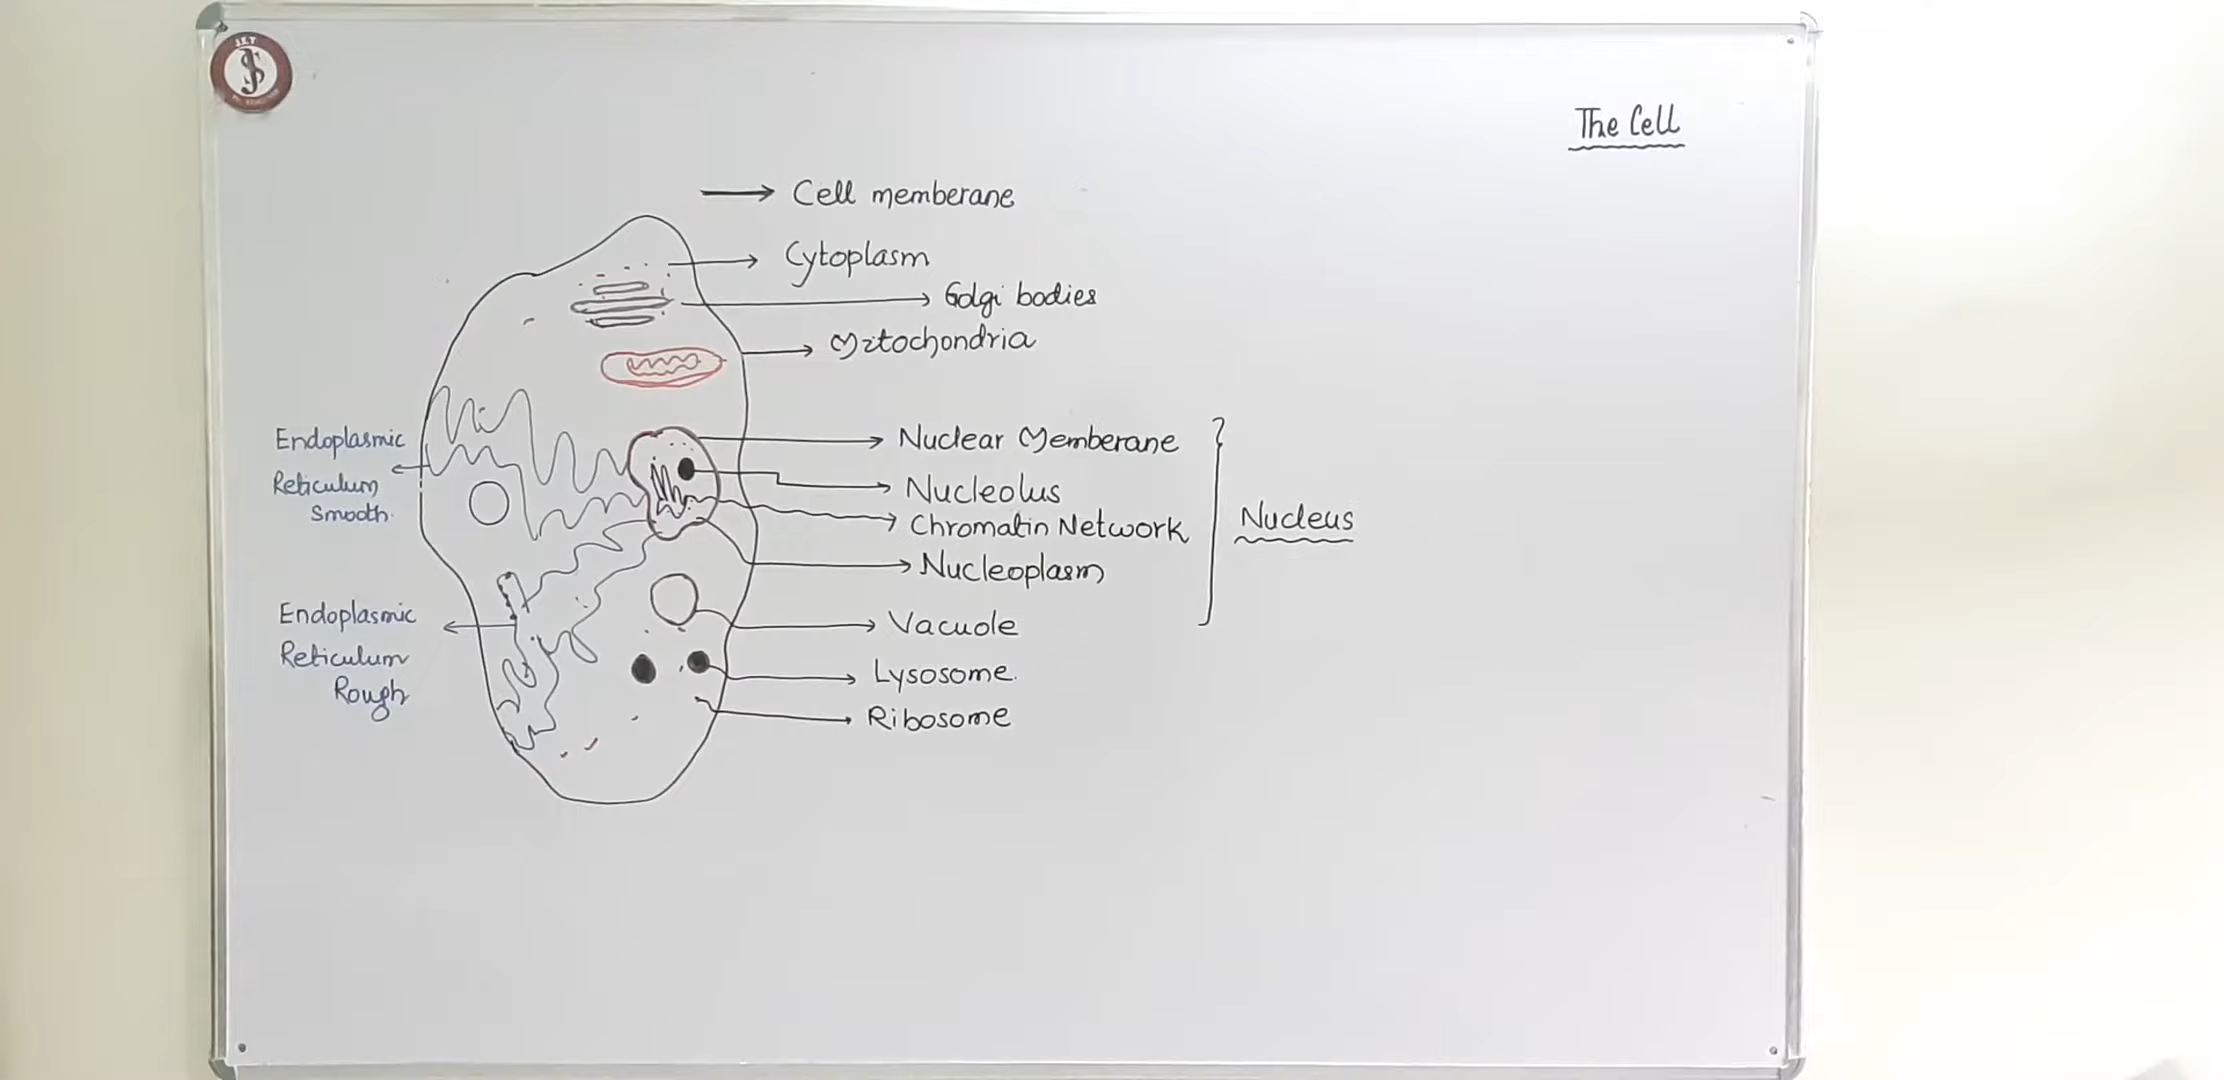 J.E.T
The Cell
Cell memberane
Cytoplasm
Golgi bodies
Mitochondria
Endoplasmic
Reticulum
Smooth.
Nuclear Memberane
Nucleolus
Chromatin Network
Nucleoplasm
Nucleus
Endoplasmic
Reticulum
Rough
Vacuole
Lysosome.
Ribosome